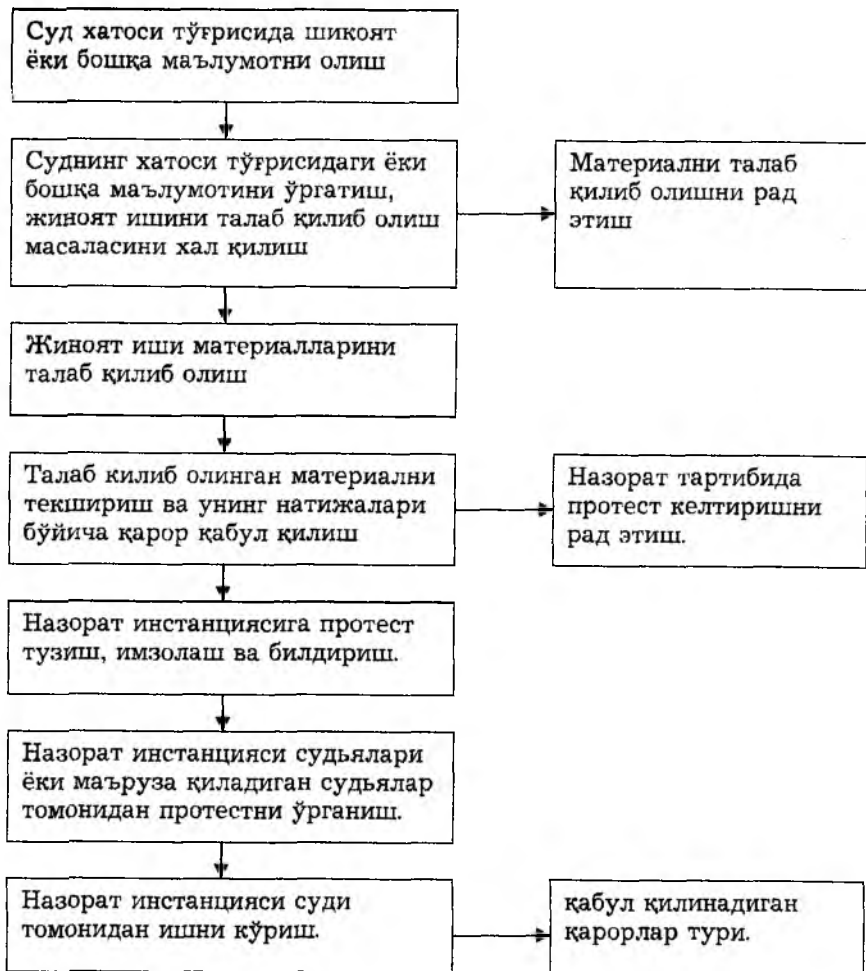 Суд хатоси тўғрисида шикоят
ёки бошқа маълумотни олиш
Суднинг хатоси тўғрисидаги ёки
бошқа маълумотини ўргатиш,
жиноят ишини талаб қилиб олиш
масаласини хал қилиш
Материални талаб
қилиб олишни рад
этиш
Жиноят иши материалларини
талаб қилиб олиш
Талаб килиб олинган материални
текшириш ва унинг натижалари
бўйича қарор қабул қилиш
Назорат тартибида
протест келтиришни
рад этиш.
Назорат инстанциясига протест
тузиш, имзолаш ва билдириш.
Назорат инстанцияси судьялари
ёки маъруза қиладиган судьялар
томонидан протестни ўрганиш.
Назорат инстанцияси суди
томонидан ишни кўриш.
қабул қилинадиган
қарорлар тури.